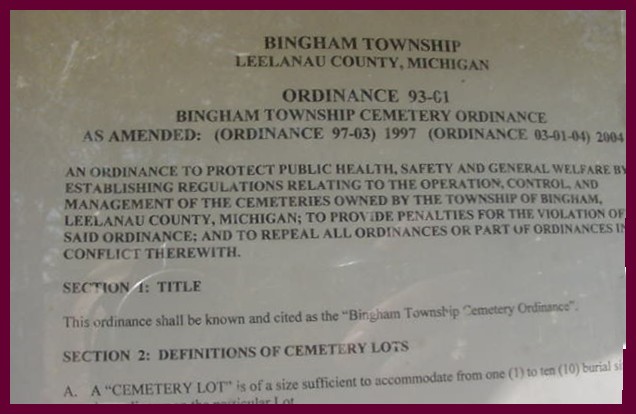 BINGHAM TOWNSHIP
LEELANAU COUNTY, MICHIGAN
ORDINANCE 93-01
BINGHAM TOWNSHIP CEMETERY ORDINANCE
AS AMENDED: (ORDINANCE 97-03) 1997 (ORDINANCE 03-01-04) 2004
AN ORDINANCE TO PROTECT PUBLIC HEALTH, SAFETY AND GENERAL WELFARE BY
ESTABLISHING REGULATIONS RELATING TO THE OPERATION, CONTROL, AND
MANAGEMENT OF THE CEMETERIES OWNED BY THE TOWNSHIP OF BINGHAM,
LEELANAU COUNTY, MICHIGAN; TO PROVIDE PENALTIES FOR THE VIOLATION OF
SAID ORDINANCE; AND TO REPEAL ALL ORDINANCES OR PART OF ORDINANCES IN
CONFLICT THEREWITH.
SECTION 1: TITLE
This ordinance shall be known and cited as the “Bingham Township Cemetery Ordinance”.
SECTION 2: DEFINITIONS OF CEMETERY LOTS
A. A “CEMETERY LOT” is of a size sufficient to accommodate from one (1) to ten (10) burial
particular Lot